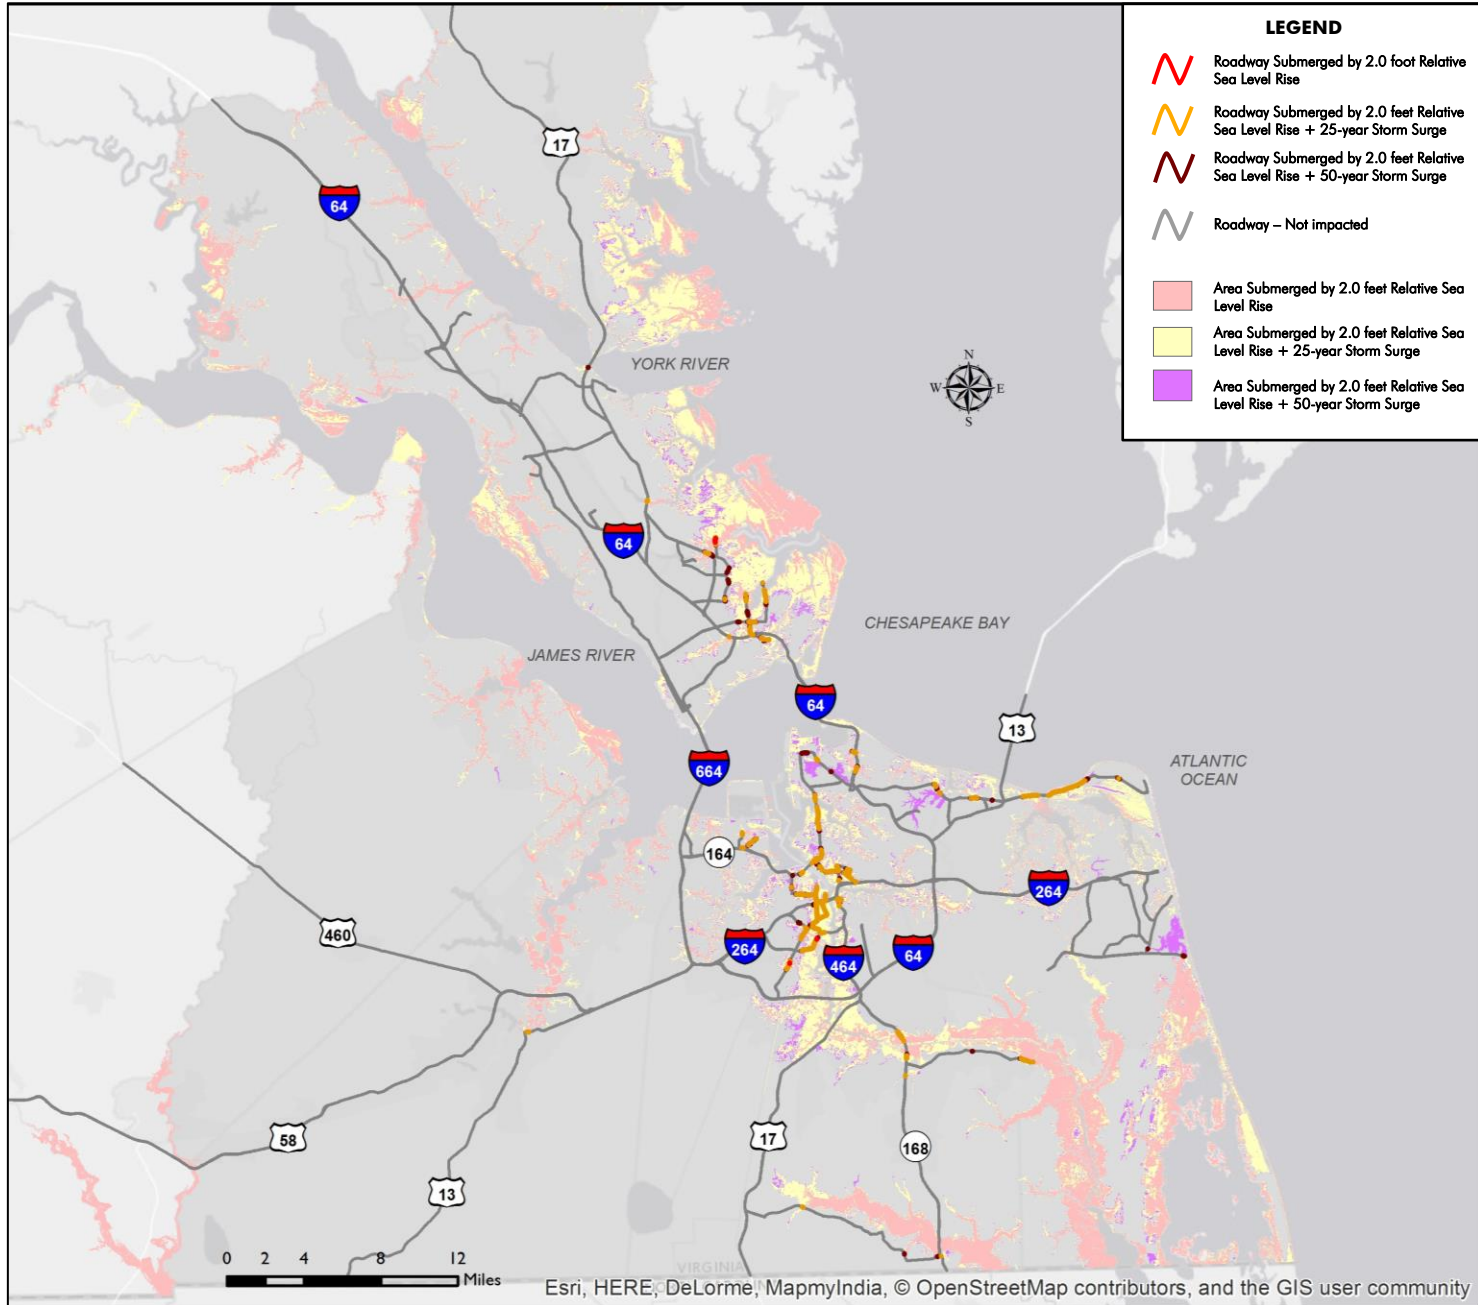 LEGEND
Roadway Submerged by 2.0 foot Relative
Sea Level Rise
Roadway Submerged by 2.0 feet Relative
Sea Level Rise + 25-year Storm Surge
Roadway Submerged by 2.0 feet Relative
Sea Level Rise + 50-year Storm Surge
Roadway – Not impacted
Area Submerged by 2.0 feet Relative Sea
Level Rise
Area Submerged by 2.0 feet Relative Sea
Level Rise + 25-year Storm Surge
Area Submerged by 2.0 feet Relative Sea
Level Rise + 50-year Storm Surge
17
64
YORK RIVER
N
W E
S
64
CHESAPEAKE BAY
JAMES RIVER
64
13
664
ATLANTIC
OCEAN
164
264
460
264
464
64
58
17
168
13
0 2 4 8 12
Miles
VIRGINIA
Esri, HERE, DeLorme, MapmyIndia, © OpenStreetMap contributors, and the GIS user community